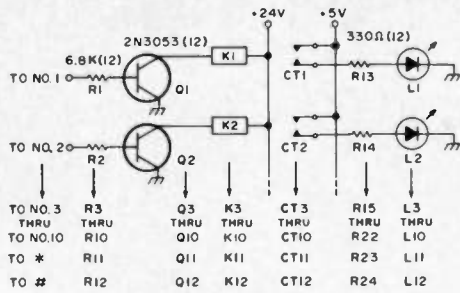 +24V +5V
2N3053(12) 330Ω(12)
6.8K(12) K1
TO NO.1 R1 Q1 CT1 R13 L1
K2
TO NO.2 R2 Q2 CT2 R14 L2
TO NO.3 R3 Q3 K3 CT3 R15 L3
THRU THRU THRU THRU THRU THRU THRU
TO NO.10 R10 Q10 K10 CT10 R22 L10
TO * R11 Q11 K11 CT11 R23 L11
TO # R12 Q12 K12 CT12 R24 L12